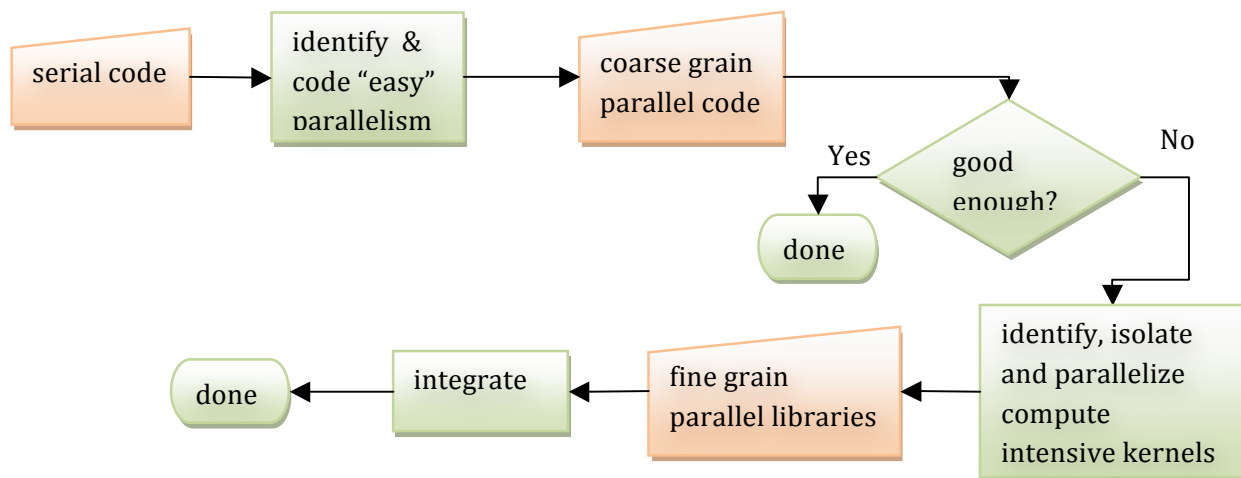 serial code
identify &
code “easy”
parallelism
coarse grain
parallel code
good
enough?
Yes
No
done
identify, isolate
and parallelize
compute
intensive kernels
fine grain
parallel libraries
integrate
done